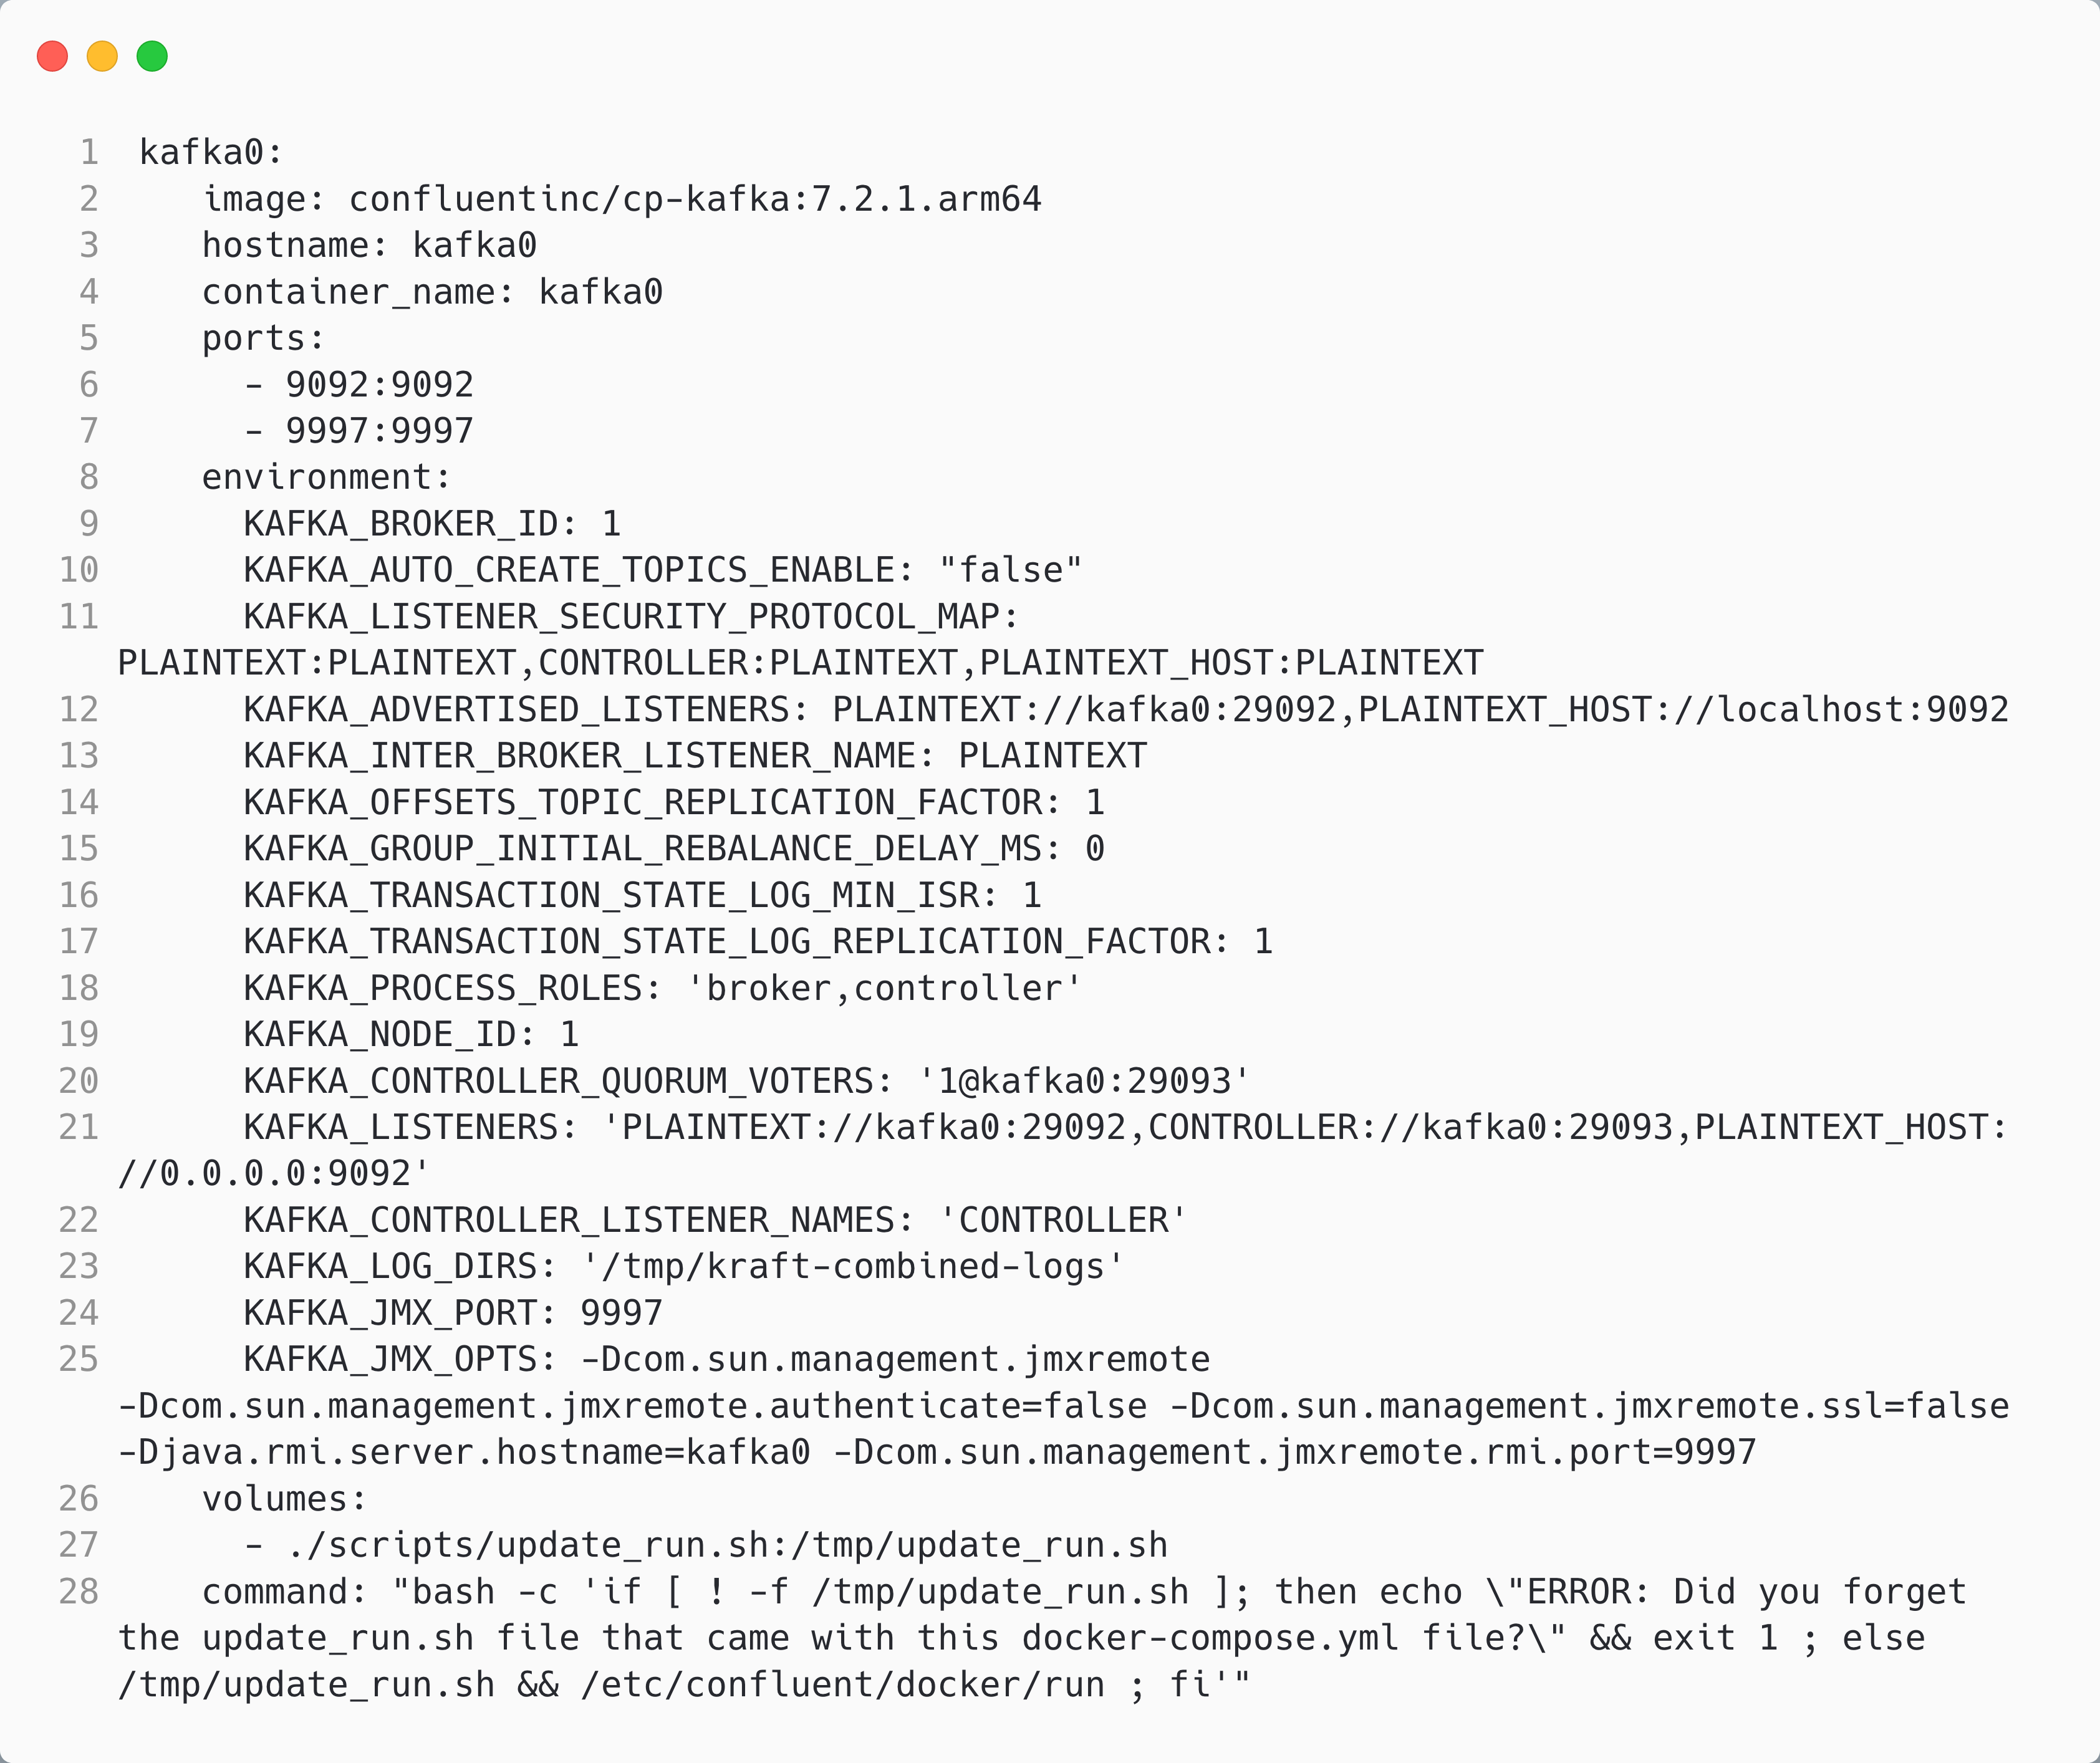 1 kafka0:
2 image: confluentinc/cp-kafka:7.2.1.arm64
3 hostname: kafka0
4 container_name: kafka0
5 ports:
6 - 9092:9092
7 - 9997:9997
8 environment:
9 KAFKA_BROKER_ID: 1
10 KAFKA_AUTO_CREATE_TOPICS_ENABLE: "false"
11 KAFKA_LISTENER_SECURITY_PROTOCOL_MAP:
PLAINTEXT:PLAINTEXT,CONTROLLER:PLAINTEXT,PLAINTEXT_HOST:PLAINTEXT
12 KAFKA_ADVERTISED_LISTENERS: PLAINTEXT://kafka0:29092,PLAINTEXT_HOST://localhost:9092
13 KAFKA_INTER_BROKER_LISTENER_NAME: PLAINTEXT
14 KAFKA_OFFSETS_TOPIC_REPLICATION_FACTOR: 1
15 KAFKA_GROUP_INITIAL_REBALANCE_DELAY_MS: 0
16 KAFKA_TRANSACTION_STATE_LOG_MIN_ISR: 1
17 KAFKA_TRANSACTION_STATE_LOG_REPLICATION_FACTOR: 1
18 KAFKA_PROCESS_ROLES: 'broker,controller'
19 KAFKA_NODE_ID: 1
20 KAFKA_CONTROLLER_QUORUM_VOTERS: '1@kafka0:29093'
21 KAFKA_LISTENERS: 'PLAINTEXT://kafka0:29092,CONTROLLER://kafka0:29093,PLAINTEXT_HOST:
//0.0.0.0:9092'
22 KAFKA_CONTROLLER_LISTENER_NAMES: 'CONTROLLER'
23 KAFKA_LOG_DIRS: '/tmp/kraft-combined-logs'
24 KAFKA_JMX_PORT: 9997
25 KAFKA_JMX_OPTS: -Dcom.sun.management.jmxremote
-Dcom.sun.management.jmxremote.authenticate=false -Dcom.sun.management.jmxremote.ssl=false
-Djava.rmi.server.hostname=kafka0 -Dcom.sun.management.jmxremote.rmi.port=9997
26 volumes:
27 - ./scripts/update_run.sh:/tmp/update_run.sh
28 command: "bash -c 'if [ ! -f /tmp/update_run.sh ]; then echo \"ERROR: Did you forget
the update_run.sh file that came with this docker-compose.yml file?\" && exit 1 ; else
/tmp/update_run.sh && /etc/confluent/docker/run ; fi'"